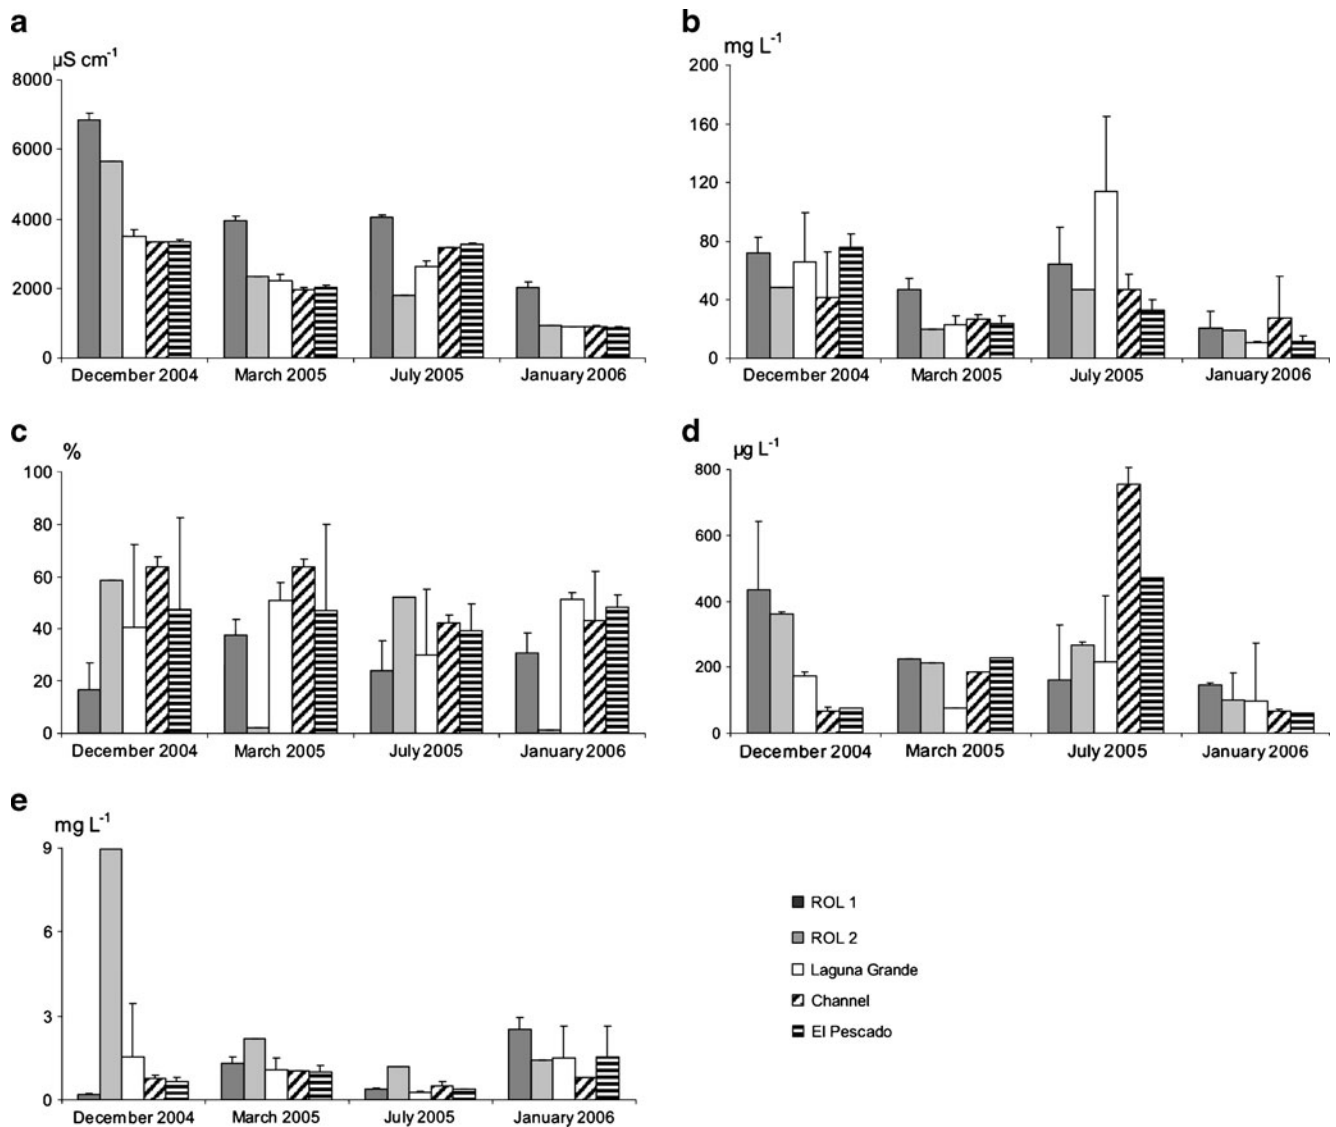 a
µS cm⁻¹
8000
6000
4000
2000
0
December 2004 March 2005 July 2005 January 2006
b
mg L⁻¹
200
160
120
80
40
0
December 2004 March 2005 July 2005 January 2006
c
%
100
80
60
40
20
0
December 2004 March 2005 July 2005 January 2006
d
µg L⁻¹
800
600
400
200
0
December 2004 March 2005 July 2005 January 2006
e
mg L⁻¹
9
6
3
0
December 2004 March 2005 July 2005 January 2006
ROL 1
ROL 2
Laguna Grande
Channel
El Pescado